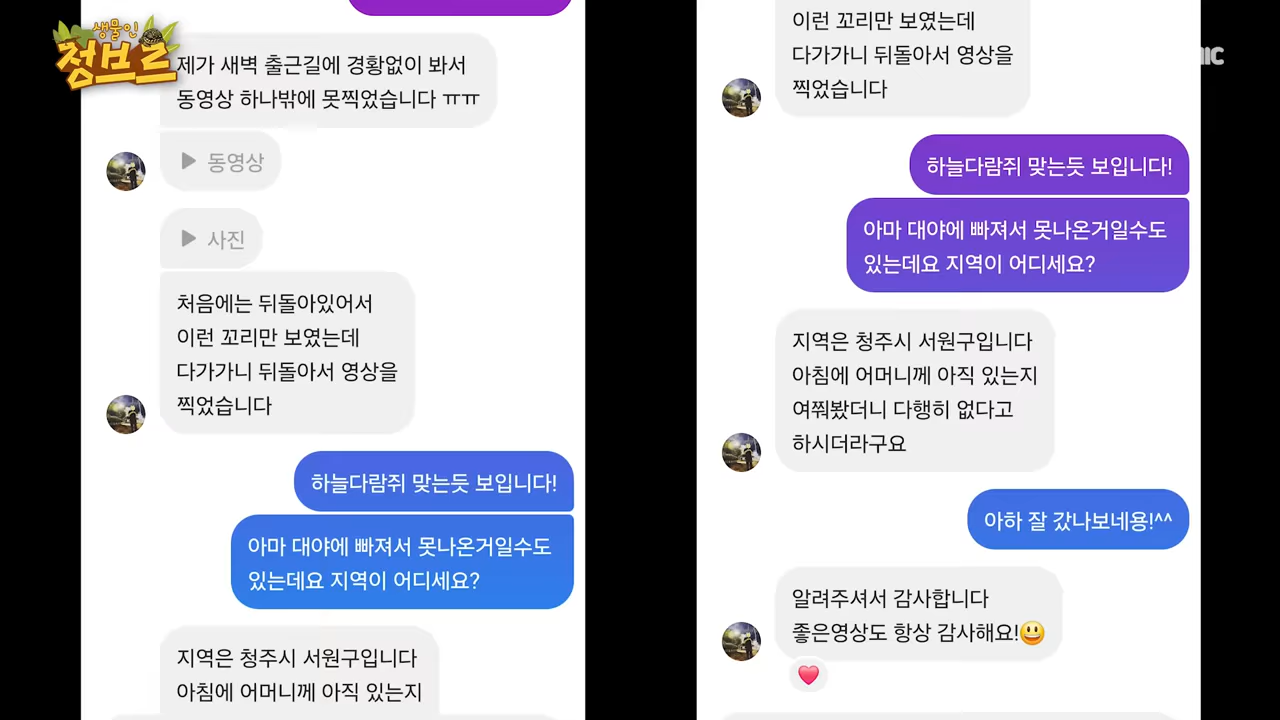 생물인
정브르
제가 새벽 출근길에 경황없이 봐서
동영상 하나밖에 못찍었습니다 ㅠㅠ
동영상
사진
처음에는 뒤돌아있어서
이런 꼬리만 보였는데
다가가니 뒤돌아서 영상을
찍었습니다
하늘다람쥐 맞는듯 보입니다!
아마 대야에 빠져서 못나온거일수도
있는데요 지역이 어디세요?
지역은 청주시 서원구입니다
아침에 어머니께 아직 있는지
이런 꼬리만 보였는데
다가가니 뒤돌아서 영상을
찍었습니다
하늘다람쥐 맞는듯 보입니다!
아마 대야에 빠져서 못나온거일수도
있는데요 지역이 어디세요?
지역은 청주시 서원구입니다
아침에 어머니께 아직 있는지
여쭤봤더니 다행히 없다고
하시더라구요
아하 잘 갔나보네용!^^
알려주셔서 감사합니다
좋은영상도 항상 감사해요!😃